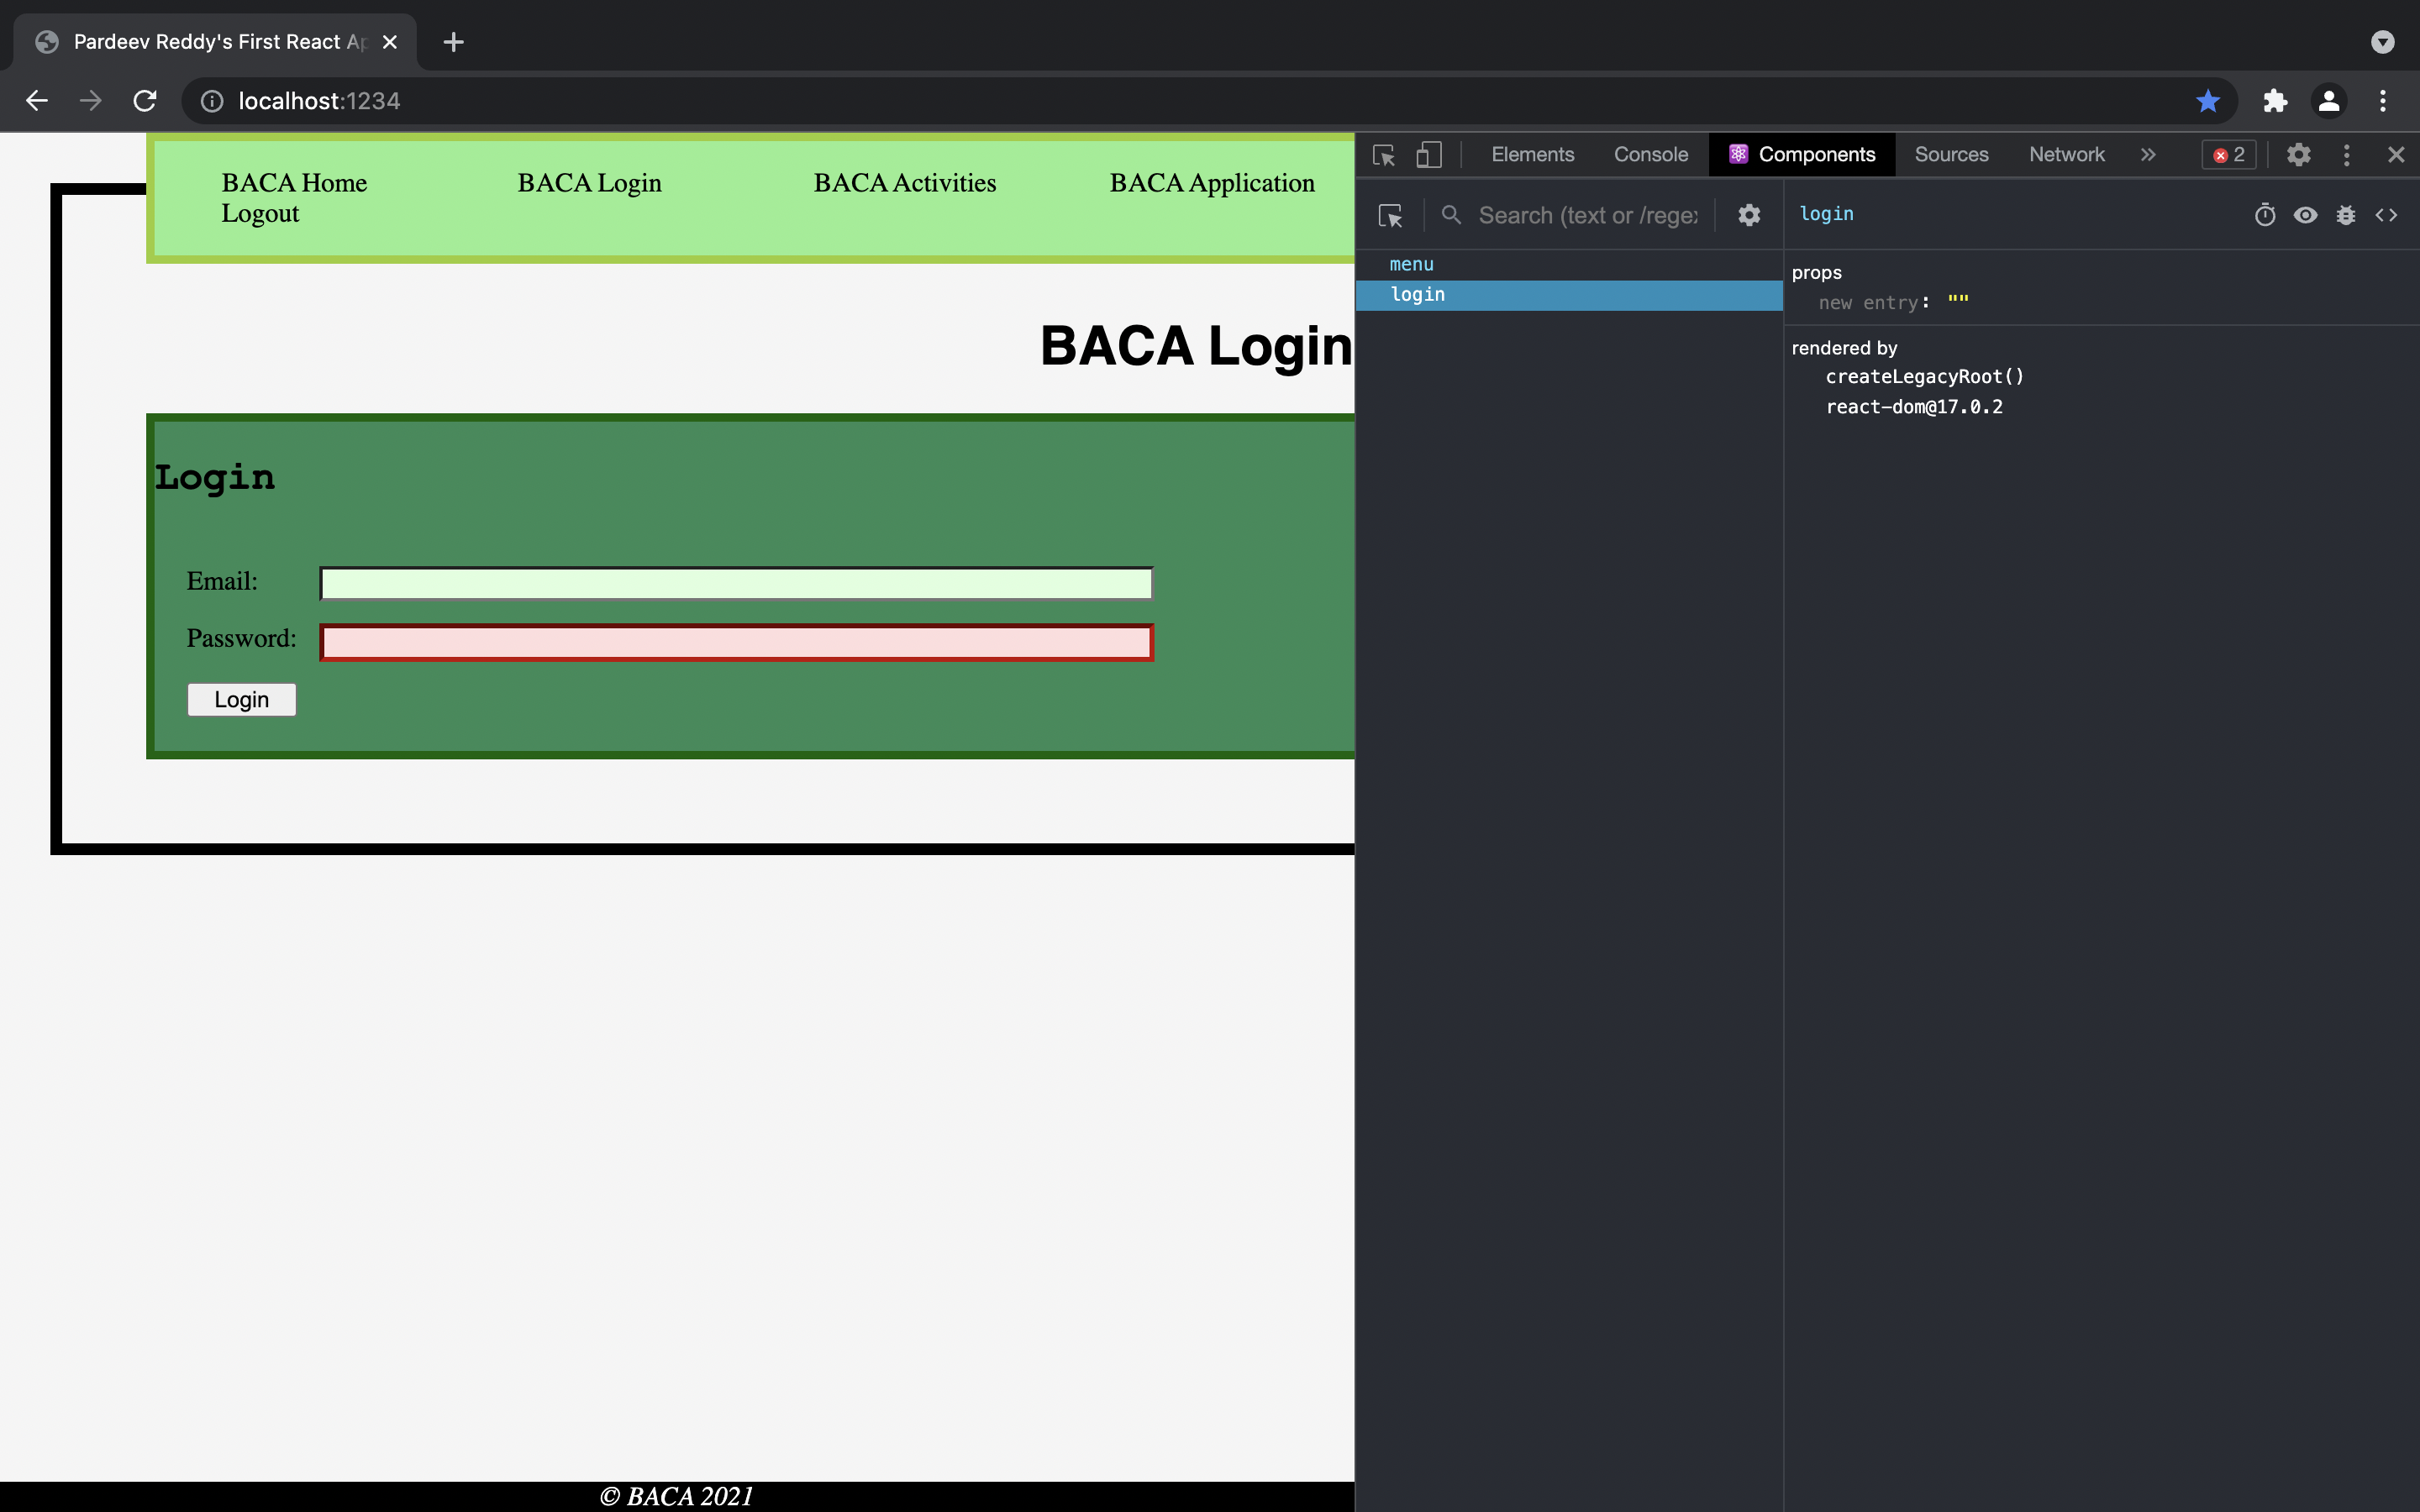 Pardeev Reddy's First React Ap
localhost:1234
BACA Home
BACA Login
BACA Activities
BACA Application
Logout
BACA Login
Login
Email:
Password:
Login
© BACA 2021
Elements
Console
Components
Sources
Network
2
Search (text or /regex
menu
login
login
props
new entry: ""
rendered by
createLegacyRoot()
react-dom@17.0.2